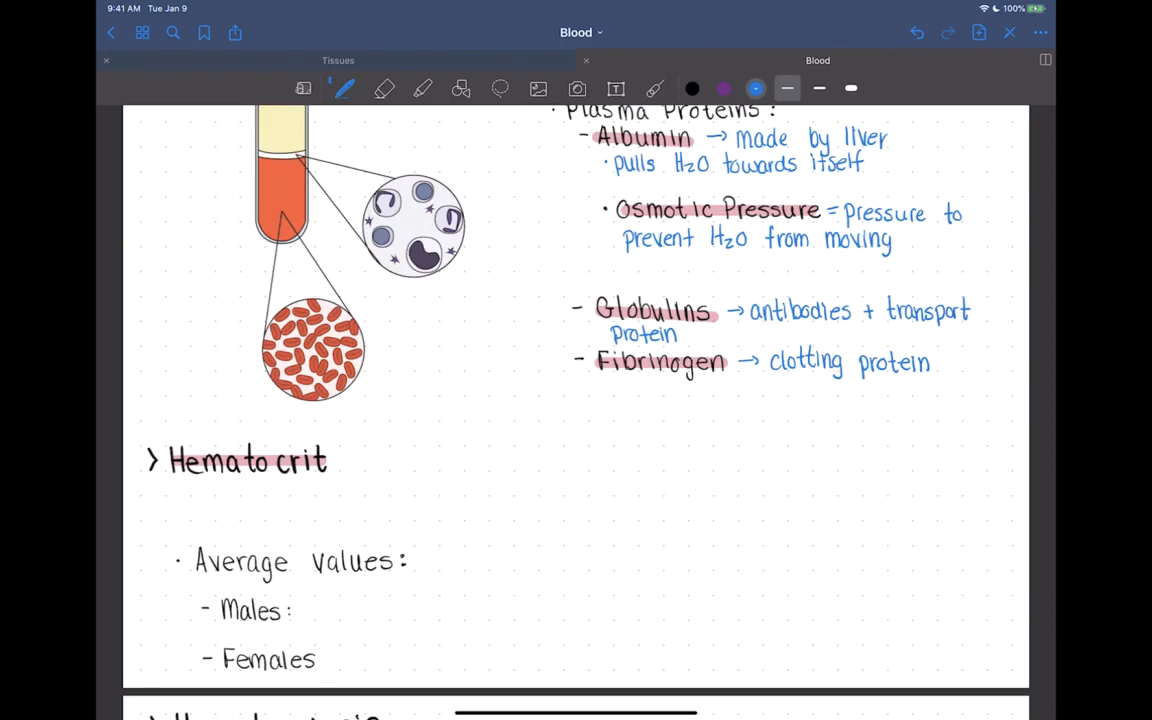 9:41 AM Tue Jan 9
100%
Blood
Tissues
Blood
· Plasma Proteins:
- Albumin → made by liver
· pulls H₂O towards itself
· Osmotic Pressure = pressure to
prevent H₂O from moving
- Globulins → antibodies + transport
protein
- Fibrinogen → clotting protein
> Hematocrit
· Average values:
- Males:
- Females